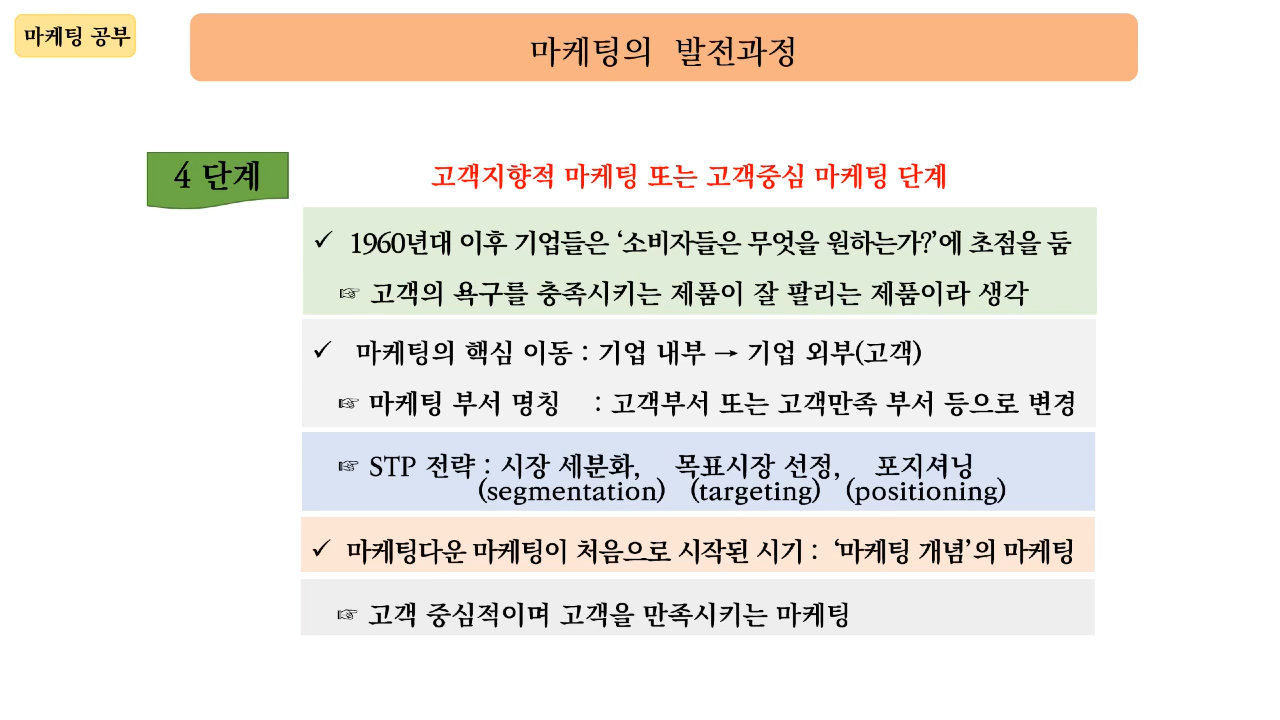 마케팅 공부
마케팅의 발전과정
4 단계
고객지향적 마케팅 또는 고객중심 마케팅 단계
✓ 1960년대 이후 기업들은 ‘소비자들은 무엇을 원하는가?’에 초점을 둠
☞ 고객의 욕구를 충족시키는 제품이 잘 팔리는 제품이라 생각
✓ 마케팅의 핵심 이동 : 기업 내부 → 기업 외부(고객)
☞ 마케팅 부서 명칭 : 고객부서 또는 고객만족 부서 등으로 변경
☞ STP 전략 : 시장 세분화, 목표시장 선정, 포지셔닝
(segmentation) (targeting) (positioning)
✓ 마케팅다운 마케팅이 처음으로 시작된 시기 : ‘마케팅 개념’의 마케팅
☞ 고객 중심적이며 고객을 만족시키는 마케팅